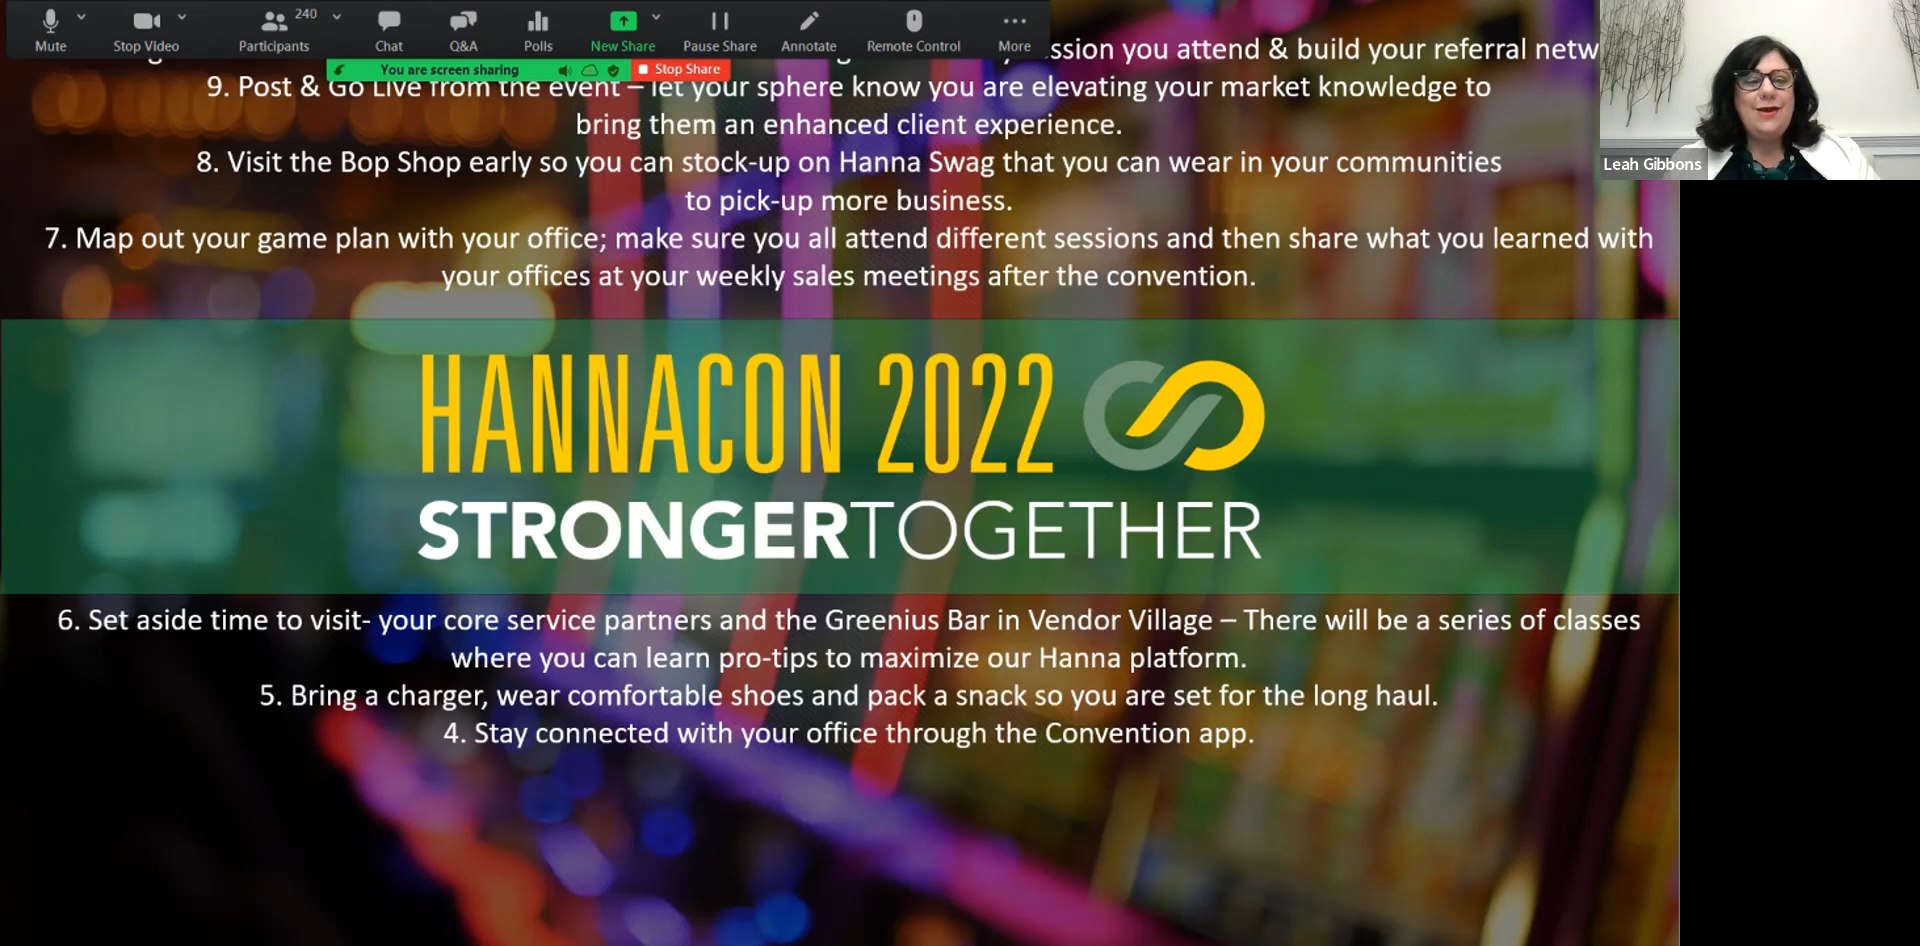 240
Mute
Stop Video
Participants
Chat
Q&A
Polls
New Share
Pause Share
Annotate
Remote Control
More
You are screen sharing
Stop Share
Leah Gibbons
you attend & build your referral netw
9. Post & Go Live from the event – let your sphere know you are elevating your market knowledge to
bring them an enhanced client experience.
8. Visit the Bop Shop early so you can stock-up on Hanna Swag that you can wear in your communities
to pick-up more business.
7. Map out your game plan with your office; make sure you all attend different sessions and then share what you learned with
your offices at your weekly sales meetings after the convention.
HANNACON 2022
STRONGERTOGETHER
6. Set aside time to visit- your core service partners and the Greenius Bar in Vendor Village – There will be a series of classes
where you can learn pro-tips to maximize our Hanna platform.
5. Bring a charger, wear comfortable shoes and pack a snack so you are set for the long haul.
4. Stay connected with your office through the Convention app.